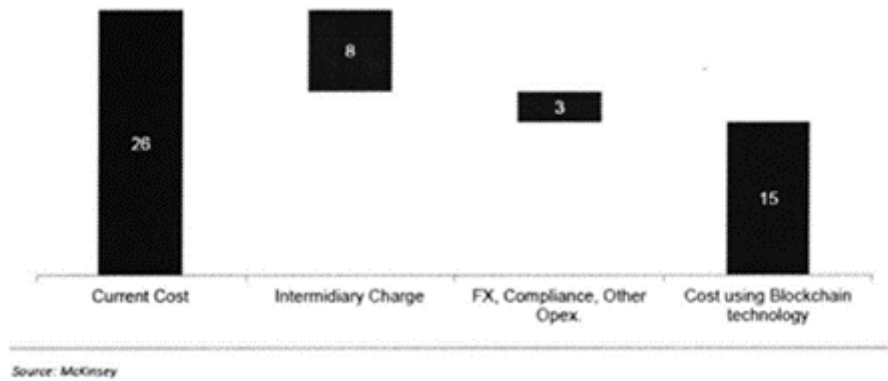 8
3
26
15
Current Cost
Intermidiary Charge
FX, Compliance, Other
Opex.
Cost using Blockchain
technology
Source: McKinsey